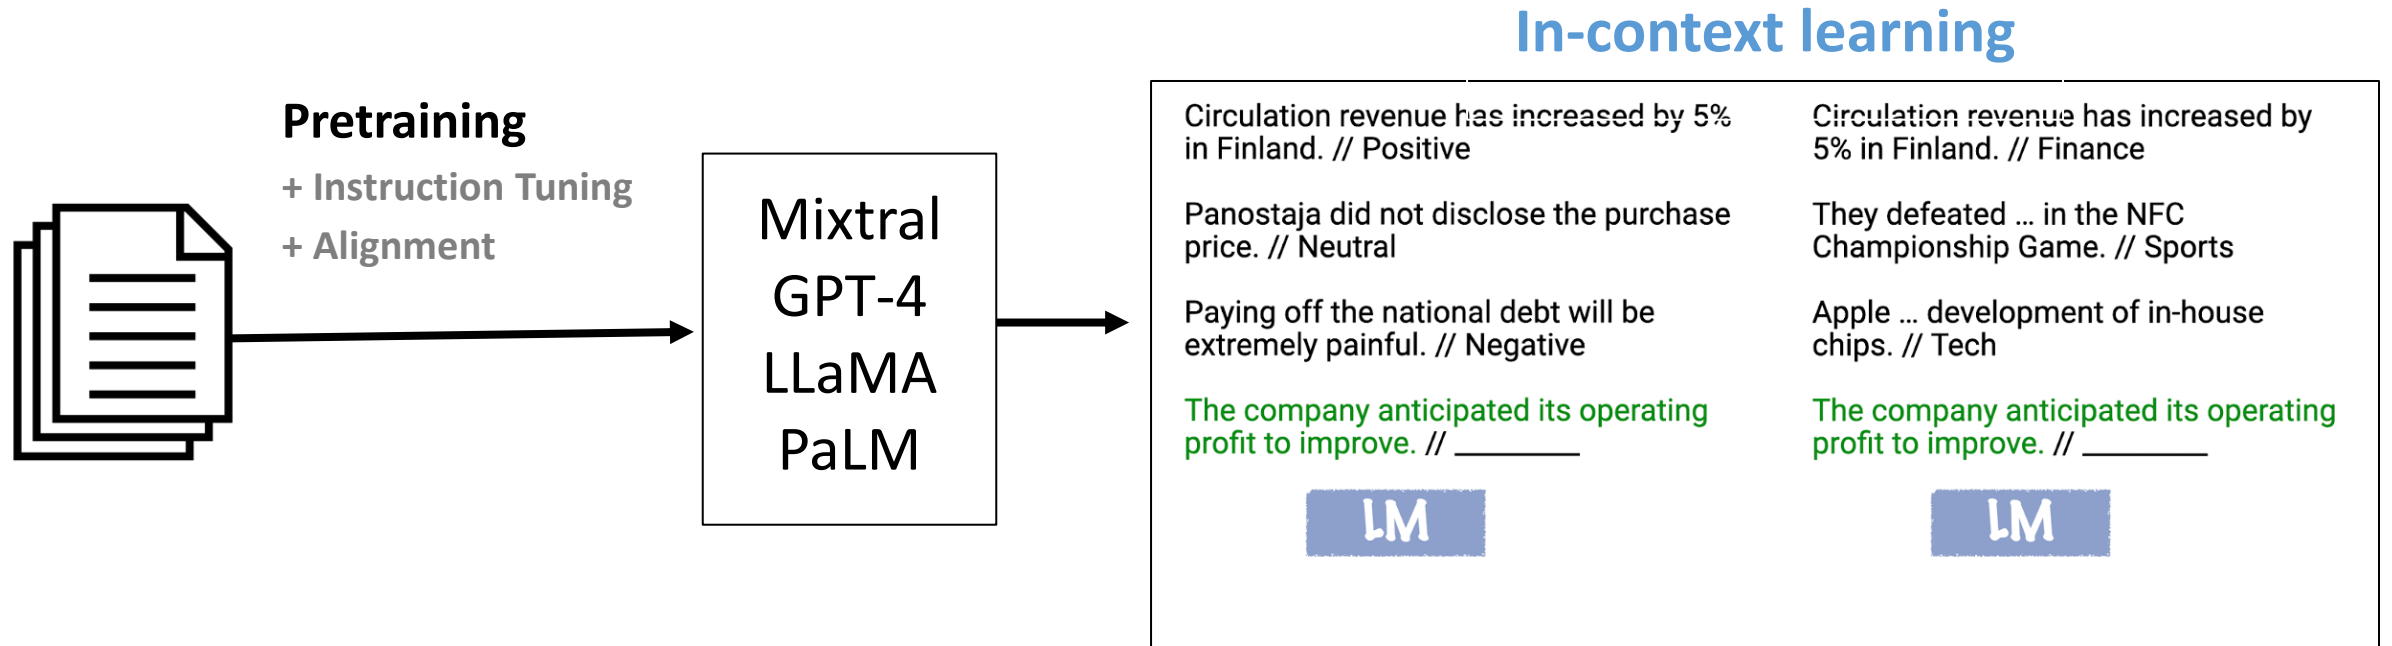 In-context learning
Pretraining
+ Instruction Tuning
+ Alignment
Mixtral
GPT-4
LLaMA
PaLM
Circulation revenue has increased by 5%
in Finland. // Positive
Panostaja did not disclose the purchase
price. // Neutral
Paying off the national debt will be
extremely painful. // Negative
The company anticipated its operating
profit to improve. // ________
LM
Circulation revenue has increased by
5% in Finland. // Finance
They defeated ... in the NFC
Championship Game. // Sports
Apple ... development of in-house
chips. // Tech
The company anticipated its operating
profit to improve. // ________
LM